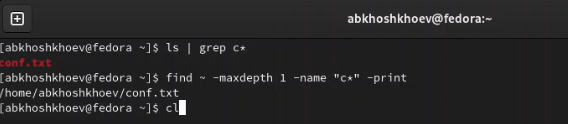 abkhoshkhoev@fedora:~
[abkhoshkhoev@fedora ~]$ ls | grep c*
conf.txt
[abkhoshkhoev@fedora ~]$ find ~ -maxdepth 1 -name "c*" -print
/home/abkhoshkhoev/conf.txt
[abkhoshkhoev@fedora ~]$ cl